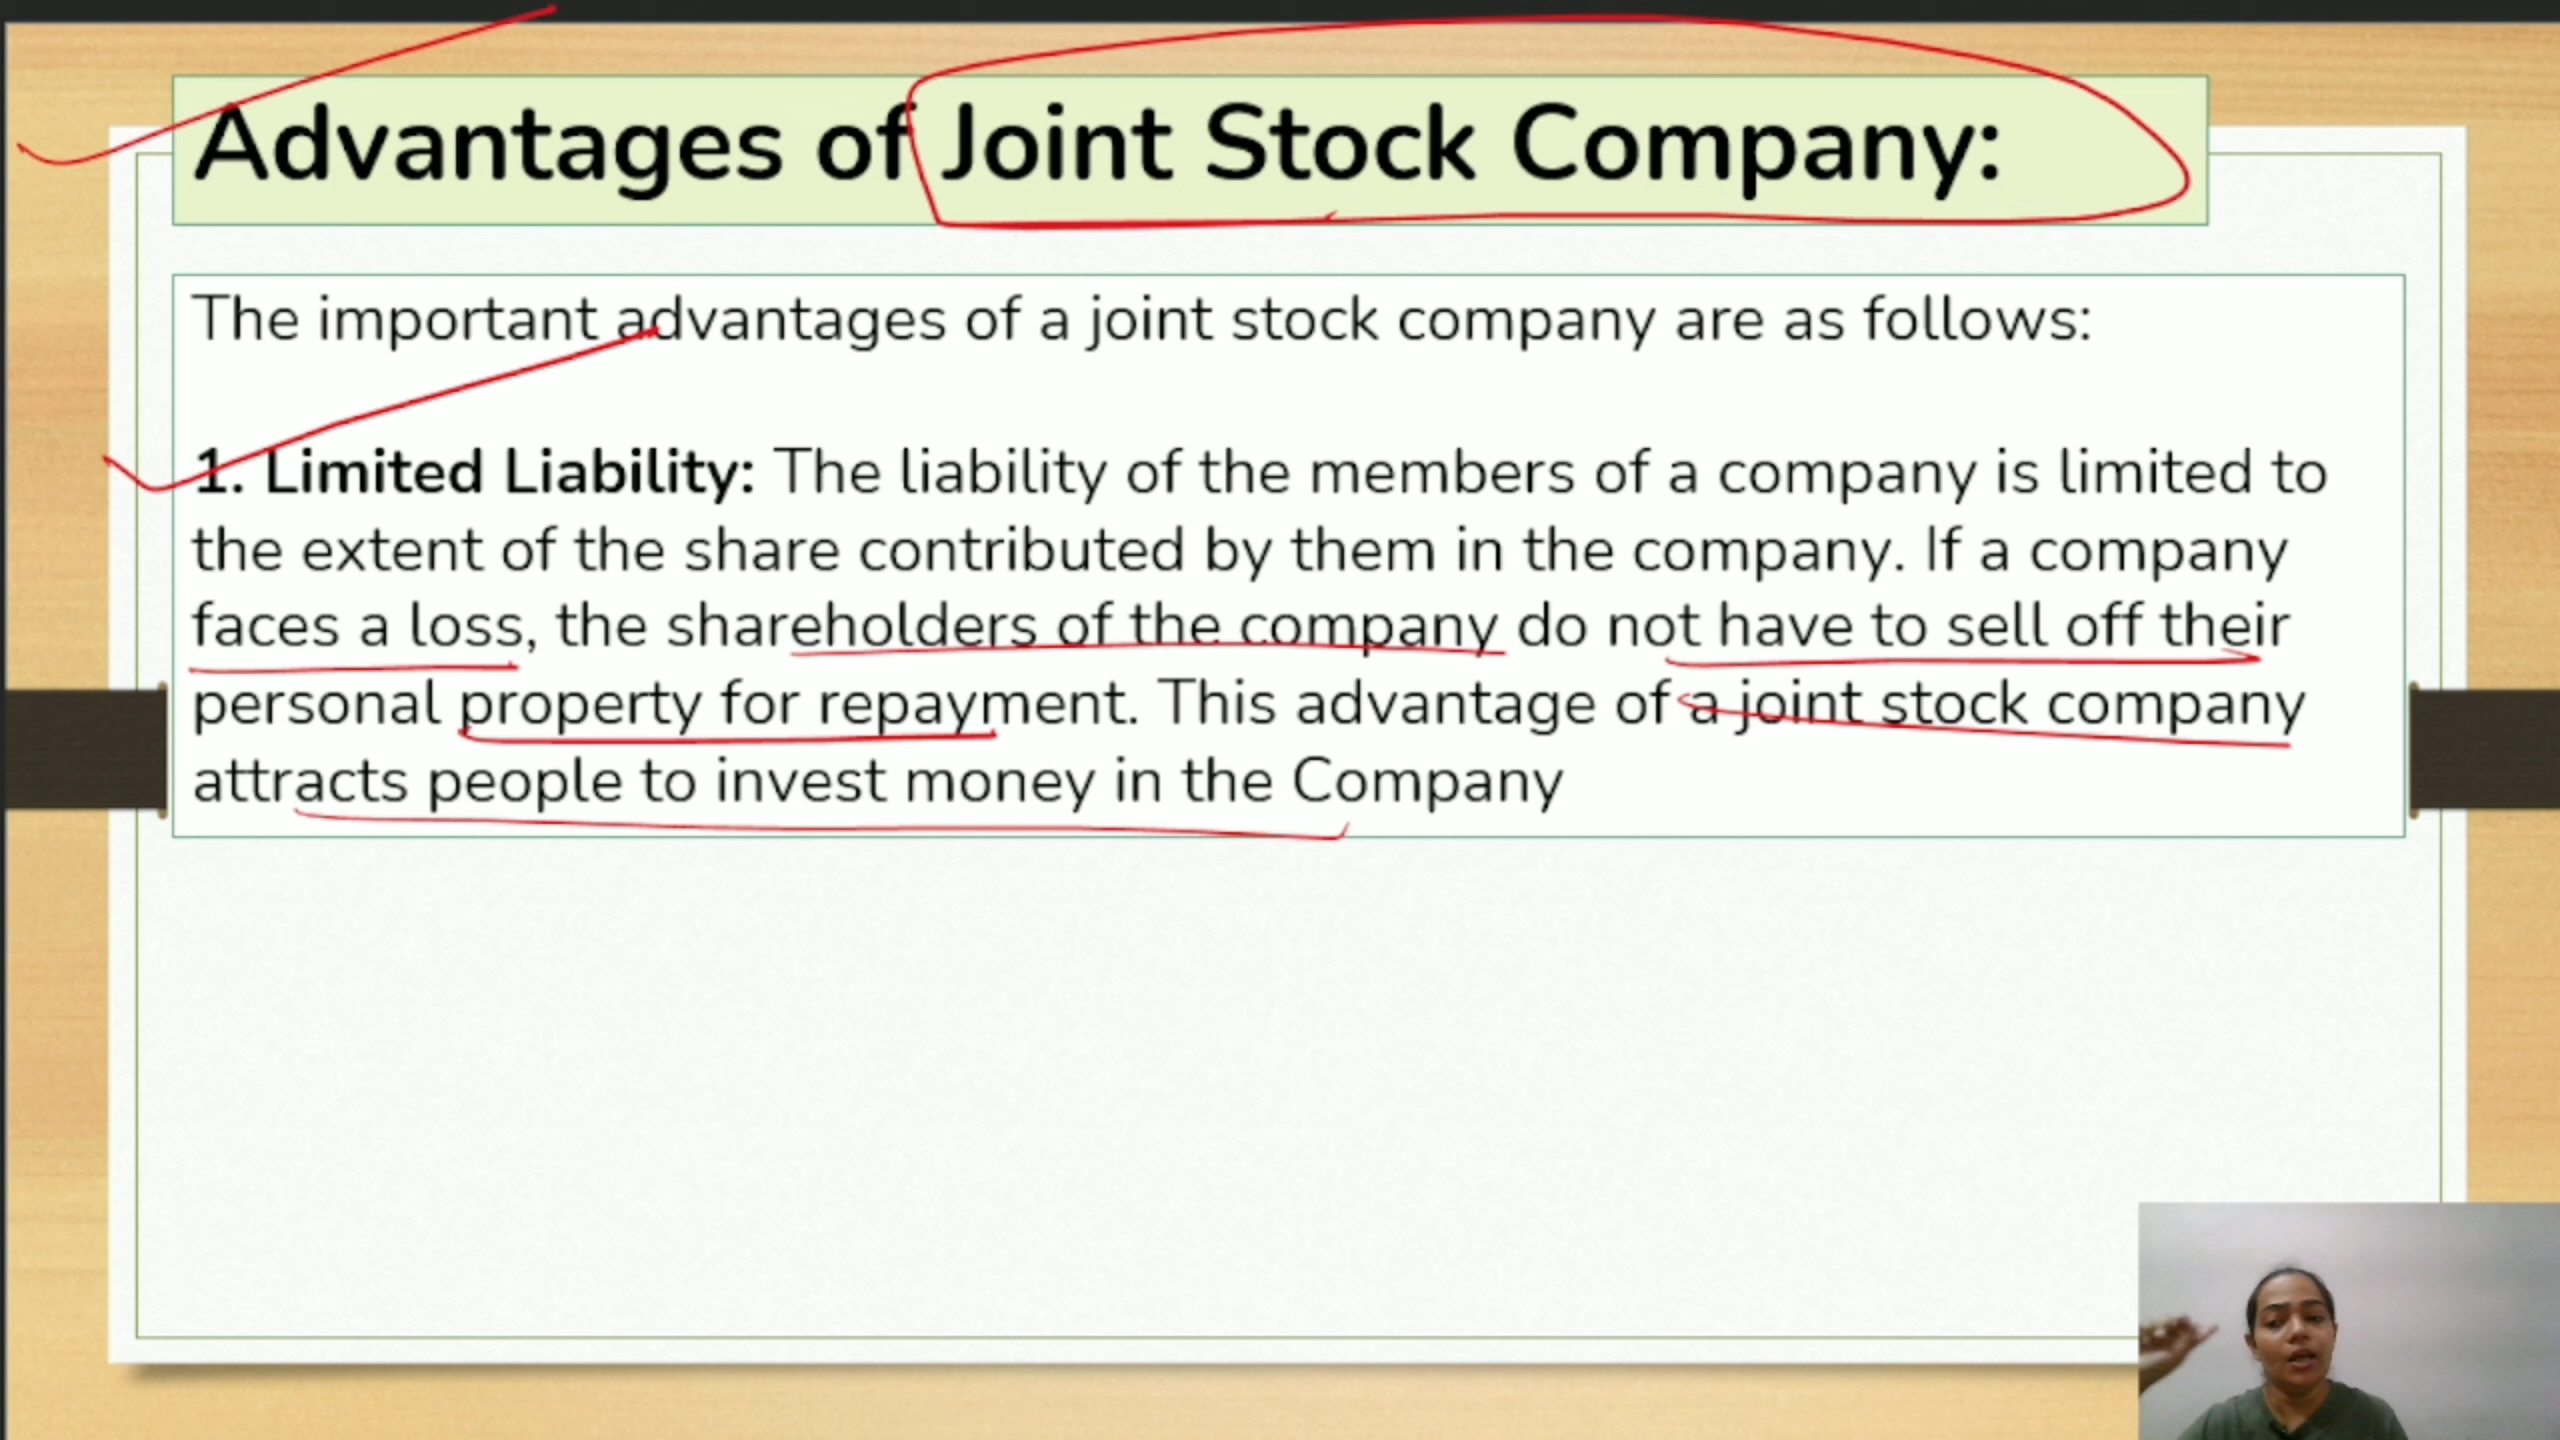 Advantages of Joint Stock Company:
The important advantages of a joint stock company are as follows:
1. Limited Liability: The liability of the members of a company is limited to
the extent of the share contributed by them in the company. If a company
faces a loss, the shareholders of the company do not have to sell off their
personal property for repayment. This advantage of a joint stock company
attracts people to invest money in the Company